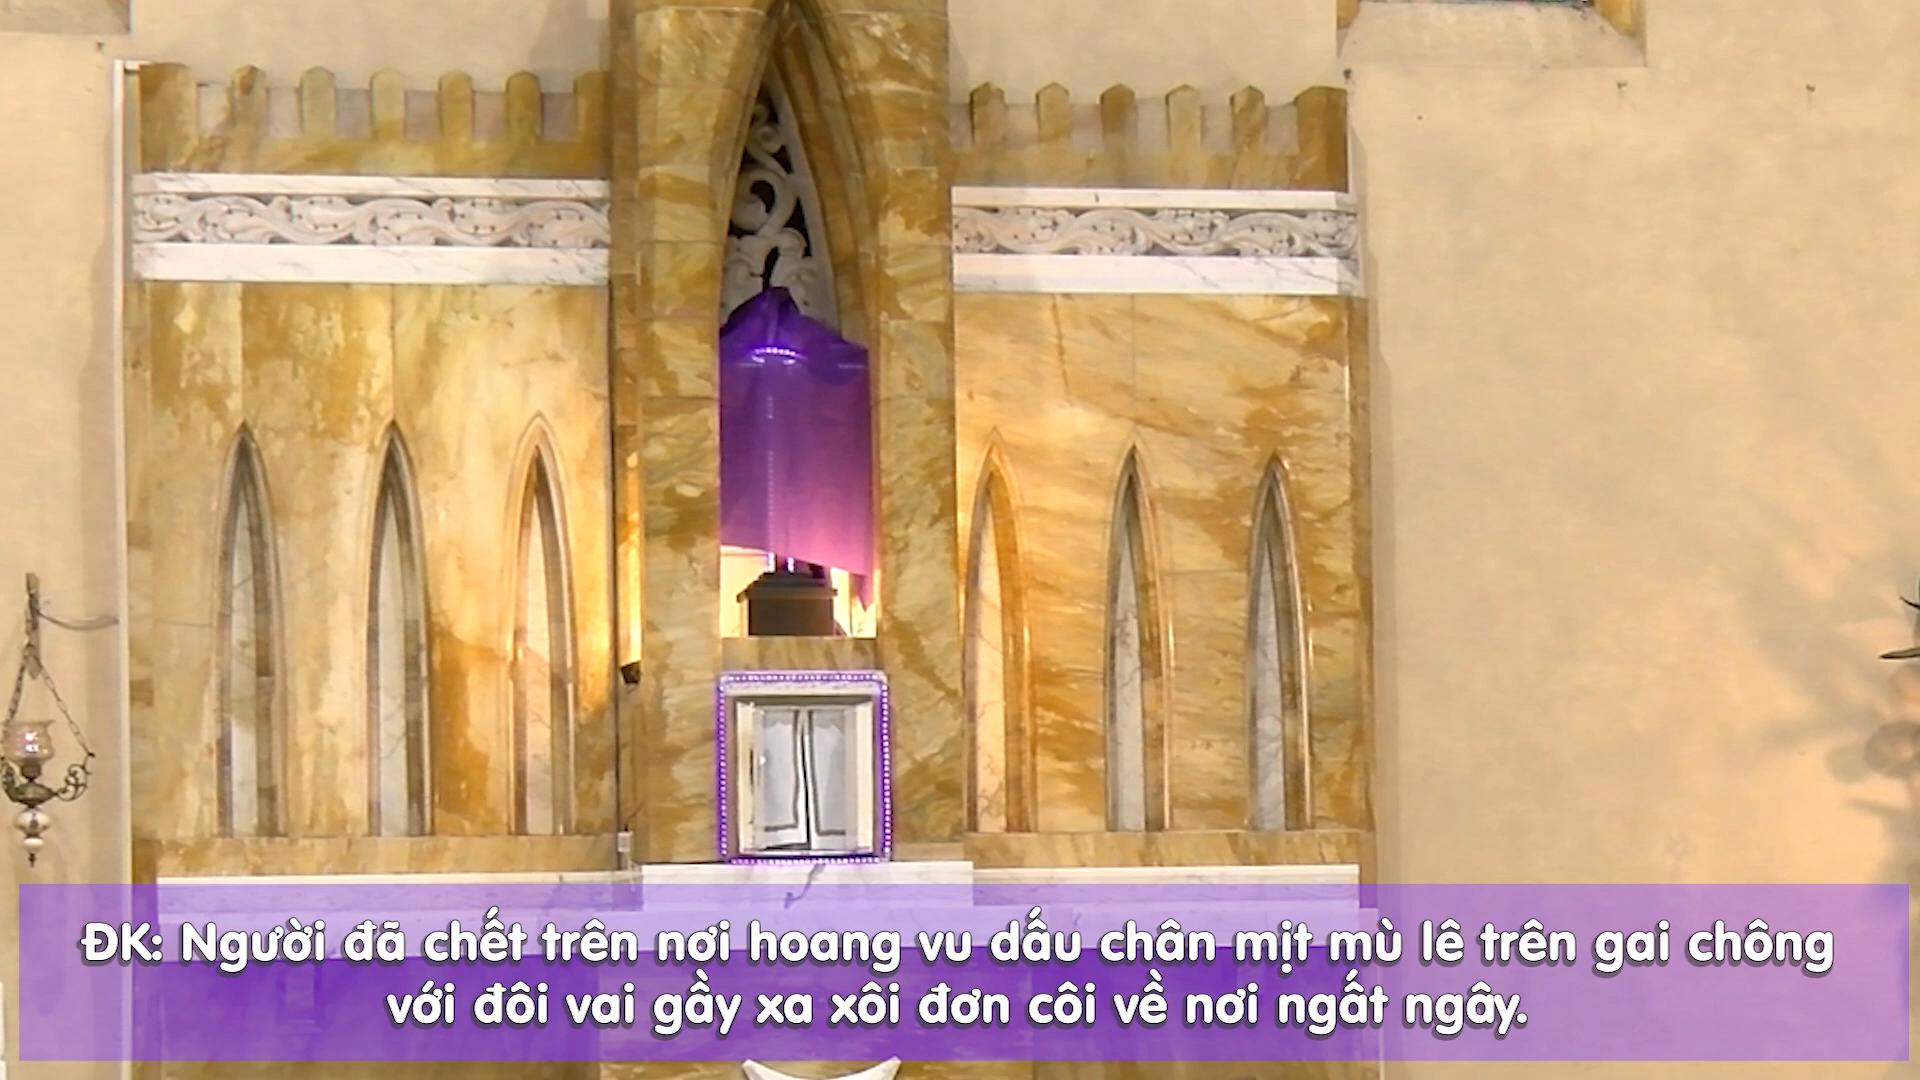 ĐK: Người đã chết trên nơi hoang vu dấu chân mịt mù lê trên gai chông
với đôi vai gầy xa xôi đơn côi về nơi ngất ngây.